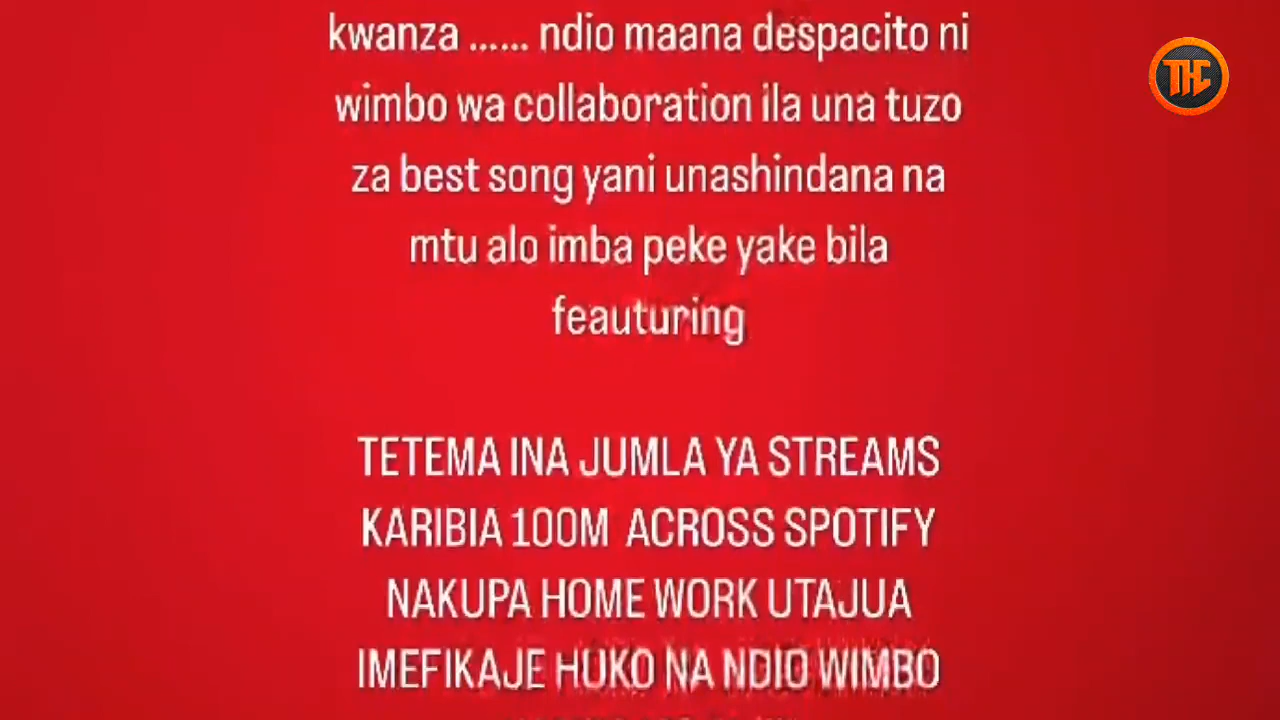 kwanza ...... ndio maana despacito ni
wimbo wa collaboration ila una tuzo
za best song yani unashindana na
mtu alo imba peke yake bila
feauturing
TETEMA INA JUMLA YA STREAMS
KARIBIA 100M ACROSS SPOTIFY
NAKUPA HOME WORK UTAJUA
IMEFIKAJE HUKO NA NDIO WIMBO
THC